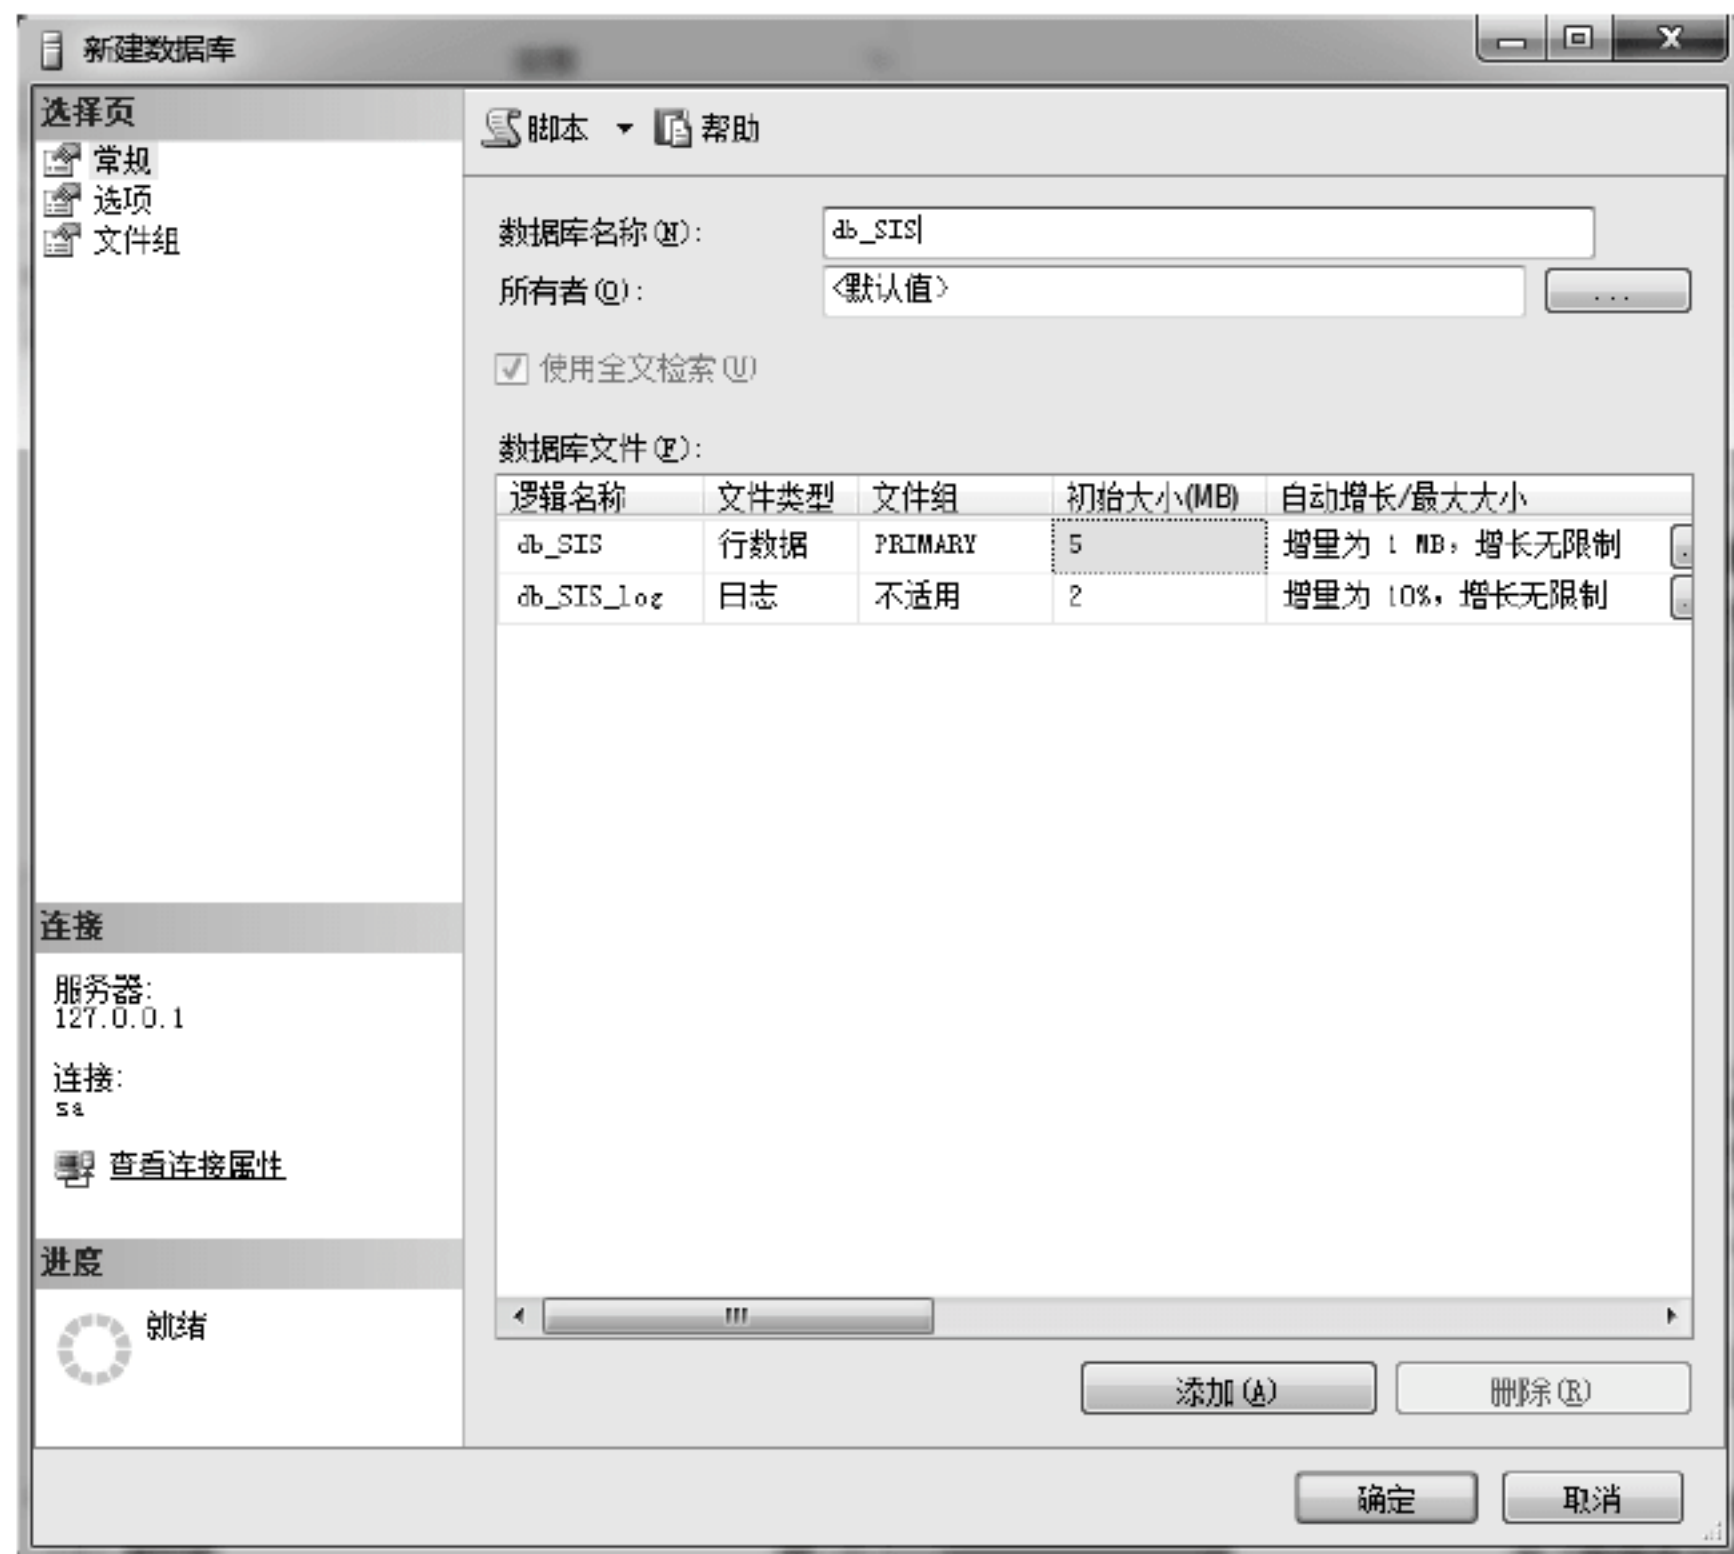 新建数据库
选择页
常规
选项
文件组
脚本 帮助
数据库名称(N): db_SIS
所有者(O): <默认值> ...
使用全文检索(U)
数据库文件(F):
逻辑名称 文件类型 文件组 初始大小(MB) 自动增长/最大大小
db_SIS 行数据 PRIMARY 5 增量为 1 MB，增长无限制
db_SIS_log 日志 不适用 2 增量为 10%，增长无限制
连接
服务器:
127.0.0.1
连接:
sa
查看连接属性
进度
就绪
添加(A) 删除(R)
确定 取消